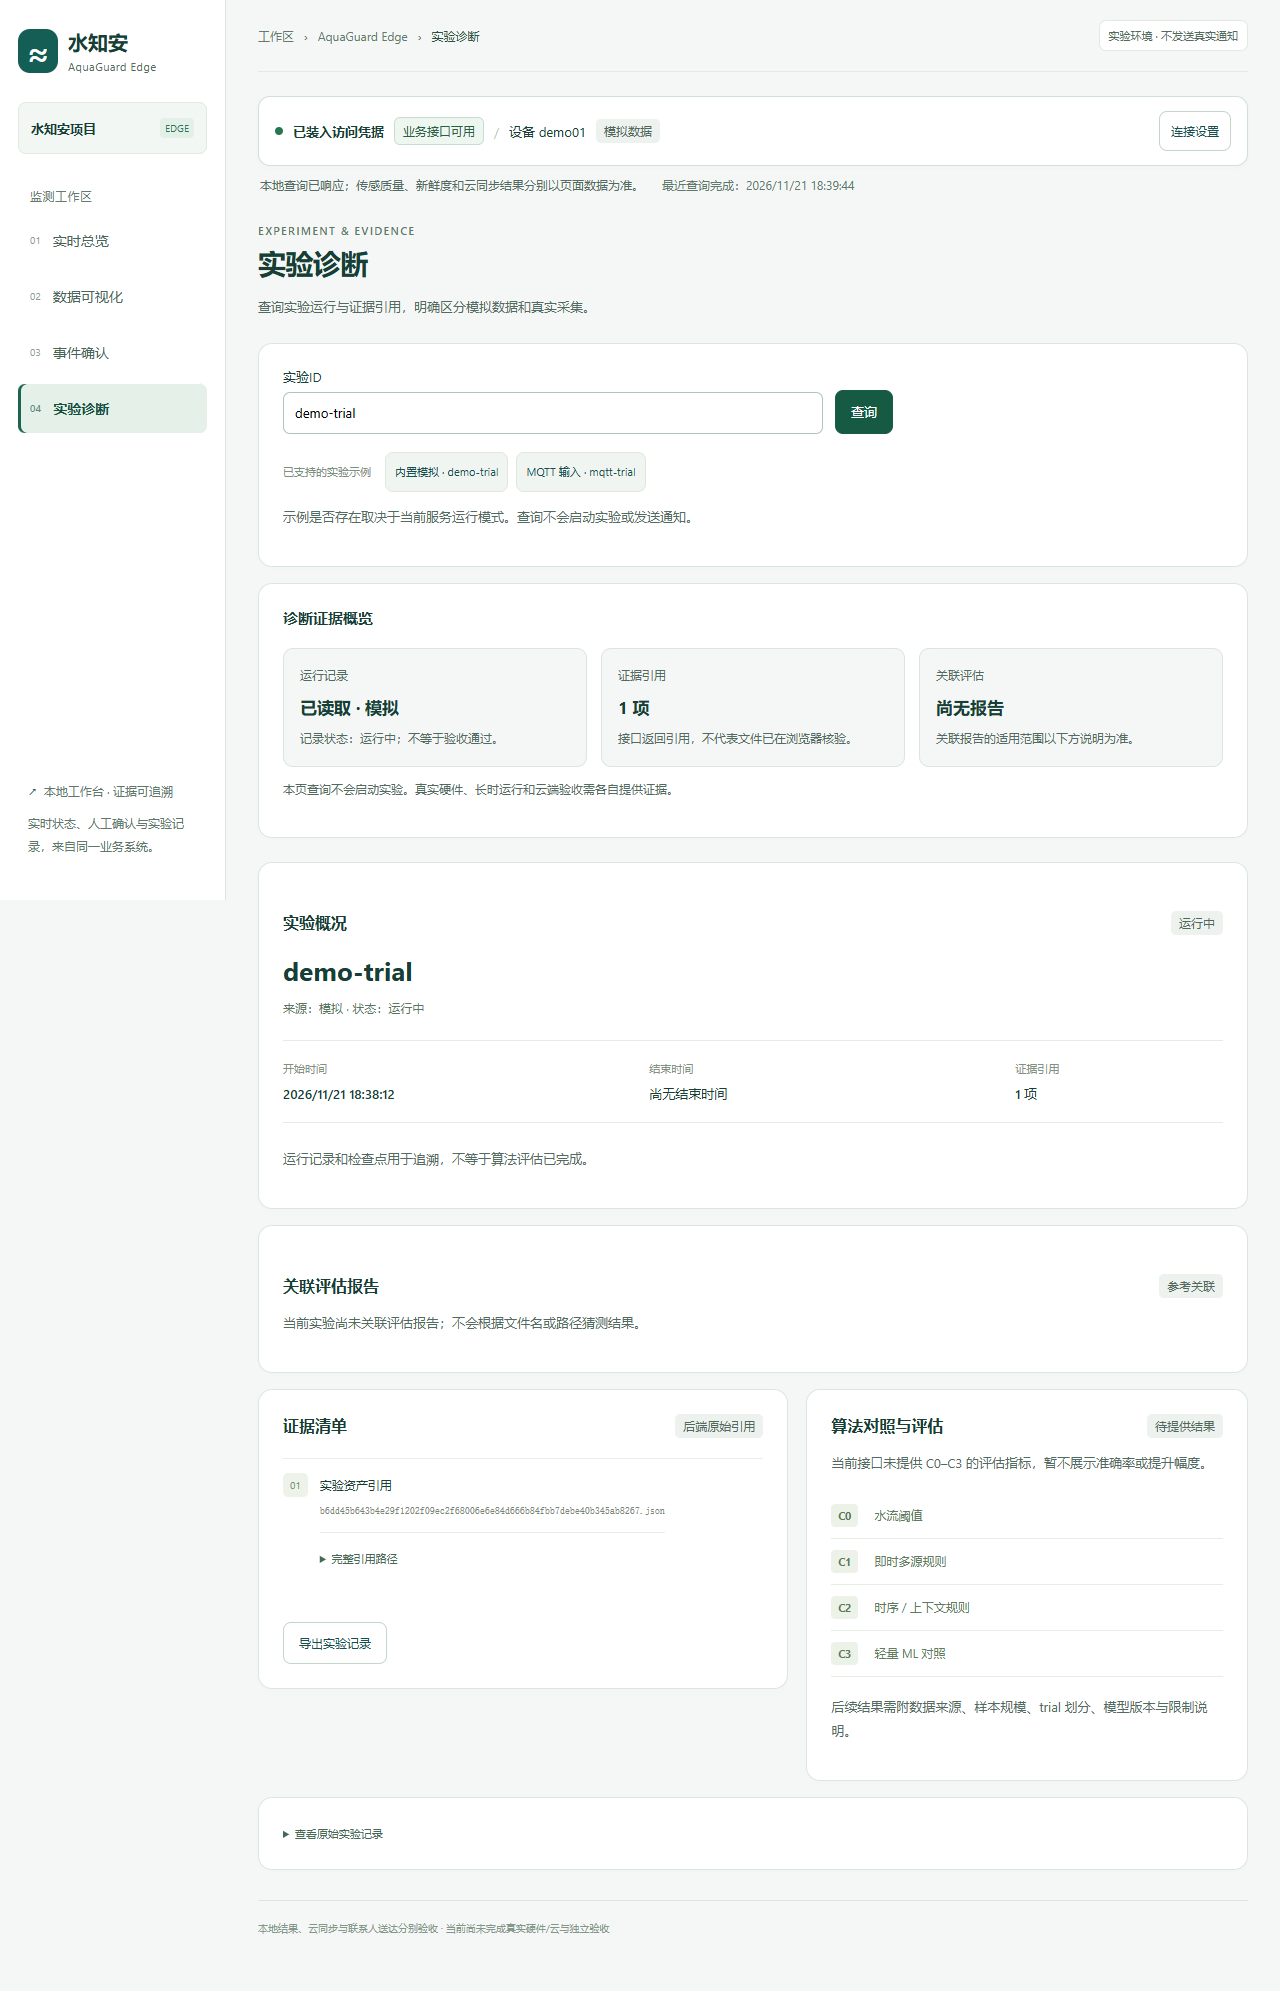 水知安
AquaGuard Edge
水知安项目
EDGE
监测工作区
01 实时总览
02 数据可视化
03 事件确认
04 实验诊断
↗ 本地工作台 · 证据可追溯
实时状态、人工确认与实验记
录，来自同一业务系统。
工作区 › AquaGuard Edge › 实验诊断
实验环境 · 不发送真实通知
已装入访问凭据 业务接口可用 / 设备 demo01 模拟数据
连接设置
本地查询已响应；传感质量、新鲜度和云同步结果分别以页面数据为准。 最近查询完成：2026/11/21 18:39:44
EXPERIMENT & EVIDENCE
实验诊断
查询实验运行与证据引用，明确区分模拟数据和真实采集。
实验ID
demo-trial
查询
已支持的实验示例 内置模拟 · demo-trial MQTT 输入 · mqtt-trial
示例是否存在取决于当前服务运行模式。查询不会启动实验或发送通知。
诊断证据概览
运行记录
已读取 · 模拟
记录状态：运行中；不等于验收通过。
证据引用
1 项
接口返回引用，不代表文件已在浏览器核验。
关联评估
尚无报告
关联报告的适用范围以下方说明为准。
本页查询不会启动实验。真实硬件、长时运行和云端验收需各自提供证据。
实验概况
运行中
demo-trial
来源：模拟 · 状态：运行中
开始时间
2026/11/21 18:38:12
结束时间
尚无结束时间
证据引用
1 项
运行记录和检查点用于追溯，不等于算法评估已完成。
关联评估报告
参考关联
当前实验尚未关联评估报告；不会根据文件名或路径猜测结果。
证据清单
后端原始引用
01 实验资产引用
b6dd45b643b4e29f1202f09ec2f68006e6e84d666b84fbb7debe40b345ab8267.json
▶ 完整引用路径
导出实验记录
算法对照与评估
待提供结果
当前接口未提供 C0–C3 的评估指标，暂不展示准确率或提升幅度。
C0 水流阈值
C1 即时多源规则
C2 时序 / 上下文规则
C3 轻量 ML 对照
后续结果需附数据来源、样本规模、trial 划分、模型版本与限制说
明。
▶ 查看原始实验记录
本地结果、云同步与联系人送达分别验收 · 当前尚未完成真实硬件/云与独立验收